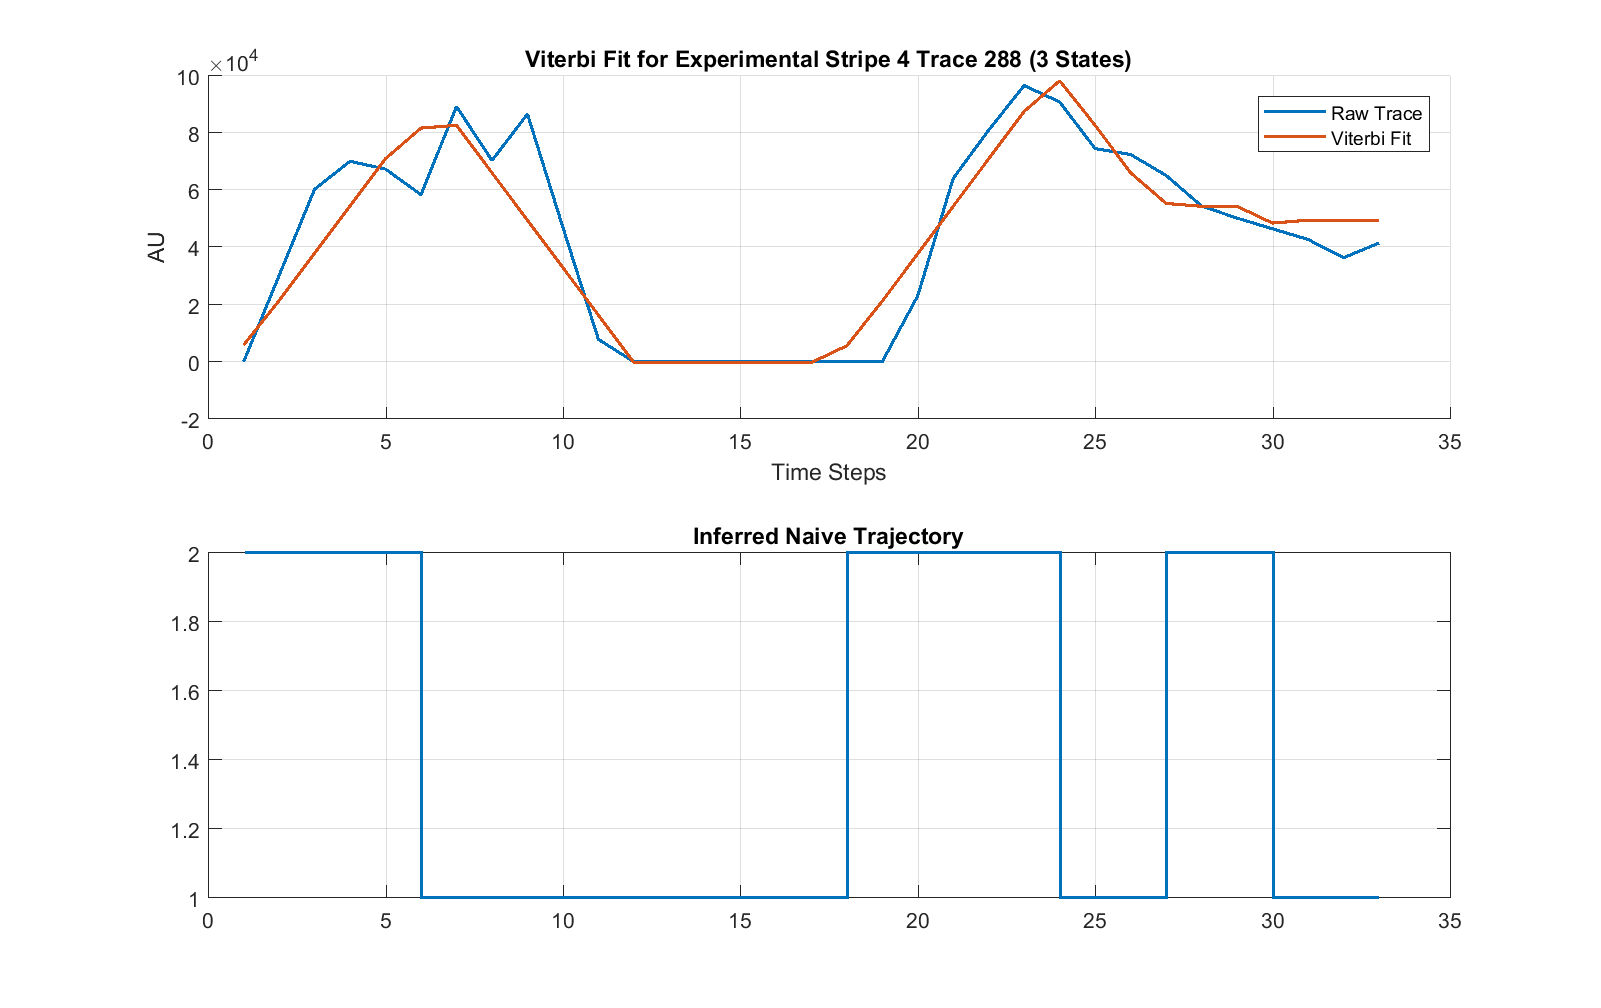 Viterbi Fit for Experimental Stripe 4 Trace 288 (3 States)
×10^4
10
8
6
4
2
0
-2
AU
Raw Trace
Viterbi Fit
0 5 10 15 20 25 30 35
Time Steps
Inferred Naive Trajectory
2
1.8
1.6
1.4
1.2
1
0 5 10 15 20 25 30 35